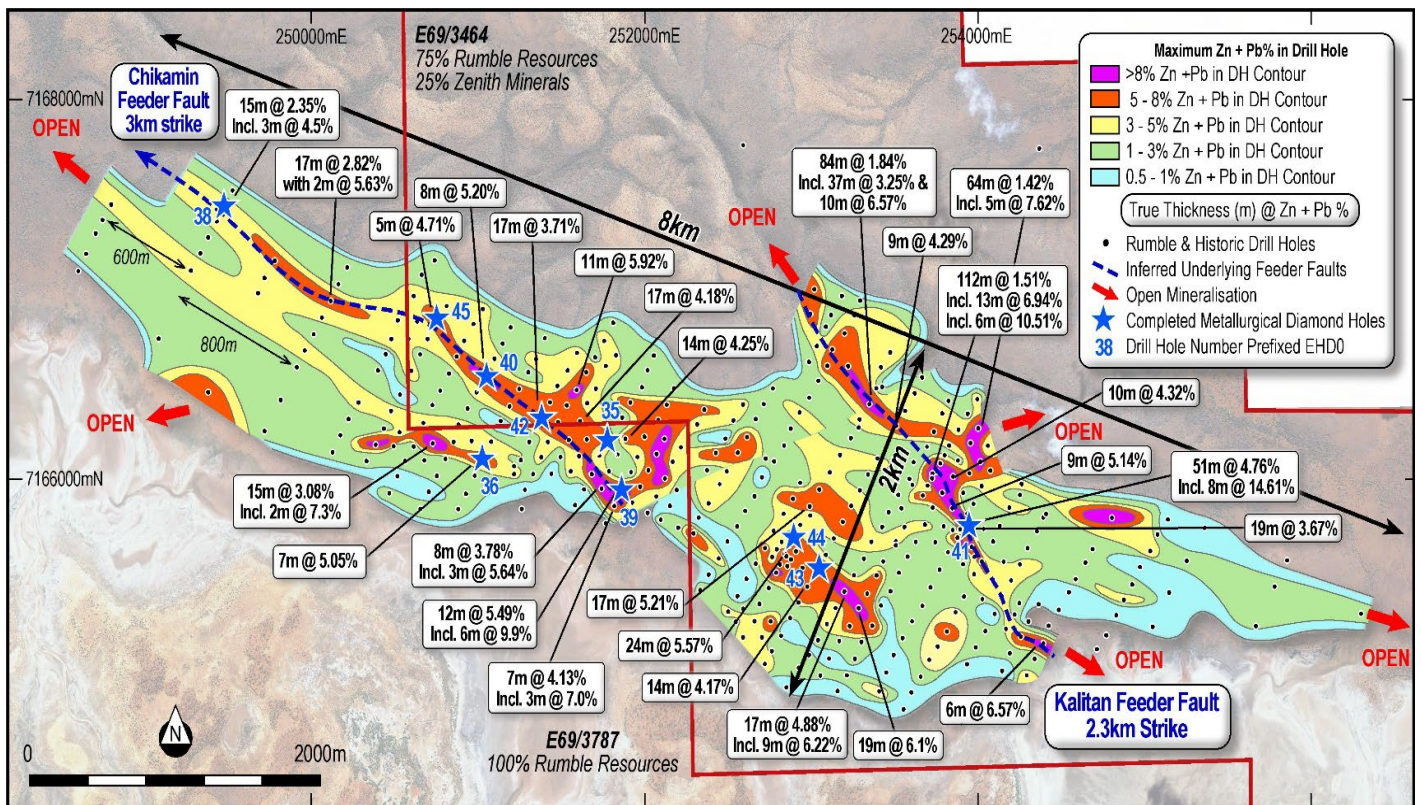 250000mE
252000mE
254000mE
7168000mN
7166000mN
E69/3464
75% Rumble Resources
25% Zenith Minerals
Chikamin
Feeder Fault
3km strike
OPEN
15m @ 2.35%
Incl. 3m @ 4.5%
17m @ 2.82%
with 2m @ 5.63%
8m @ 5.20%
5m @ 4.71%
17m @ 3.71%
11m @ 5.92%
17m @ 4.18%
14m @ 4.25%
8km
OPEN
84m @ 1.84%
Incl. 37m @ 3.25% &
10m @ 6.57%
64m @ 1.42%
Incl. 5m @ 7.62%
9m @ 4.29%
112m @ 1.51%
Incl. 13m @ 6.94%
Incl. 6m @ 10.51%
Maximum Zn + Pb% in Drill Hole
>8% Zn +Pb in DH Contour
5 - 8% Zn + Pb in DH Contour
3 - 5% Zn + Pb in DH Contour
1 - 3% Zn + Pb in DH Contour
0.5 - 1% Zn + Pb in DH Contour
True Thickness (m) @ Zn + Pb %
Rumble & Historic Drill Holes
Inferred Underlying Feeder Faults
Open Mineralisation
Completed Metallurgical Diamond Holes
38 Drill Hole Number Prefixed EHD0
38
600m
800m
45
40
42
35
36
39
OPEN
2km
10m @ 4.32%
OPEN
9m @ 5.14%
51m @ 4.76%
Incl. 8m @ 14.61%
19m @ 3.67%
41
44
43
15m @ 3.08%
Incl. 2m @ 7.3%
7m @ 5.05%
8m @ 3.78%
Incl. 3m @ 5.64%
12m @ 5.49%
Incl. 6m @ 9.9%
7m @ 4.13%
Incl. 3m @ 7.0%
17m @ 5.21%
24m @ 5.57%
14m @ 4.17%
17m @ 4.88%
Incl. 9m @ 6.22%
19m @ 6.1%
6m @ 6.57%
OPEN
OPEN
Kalitan Feeder Fault
2.3km Strike
E69/3787
100% Rumble Resources
N
0
2000m